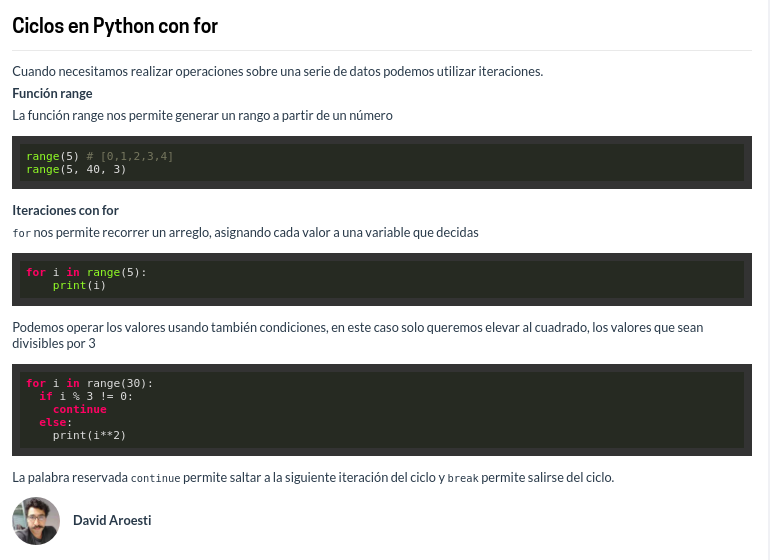 Ciclos en Python con for
Cuando necesitamos realizar operaciones sobre una serie de datos podemos utilizar iteraciones.
Función range
La función range nos permite generar un rango a partir de un número
range(5) # [0,1,2,3,4]
range(5, 40, 3)
Iteraciones con for
for nos permite recorrer un arreglo, asignando cada valor a una variable que decidas
for i in range(5):
    print(i)
Podemos operar los valores usando también condiciones, en este caso solo queremos elevar al cuadrado, los valores que sean
divisibles por 3
for i in range(30):
  if i % 3 != 0:
    continue
  else:
    print(i**2)
La palabra reservada continue permite saltar a la siguiente iteración del ciclo y break permite salirse del ciclo.
David Aroesti